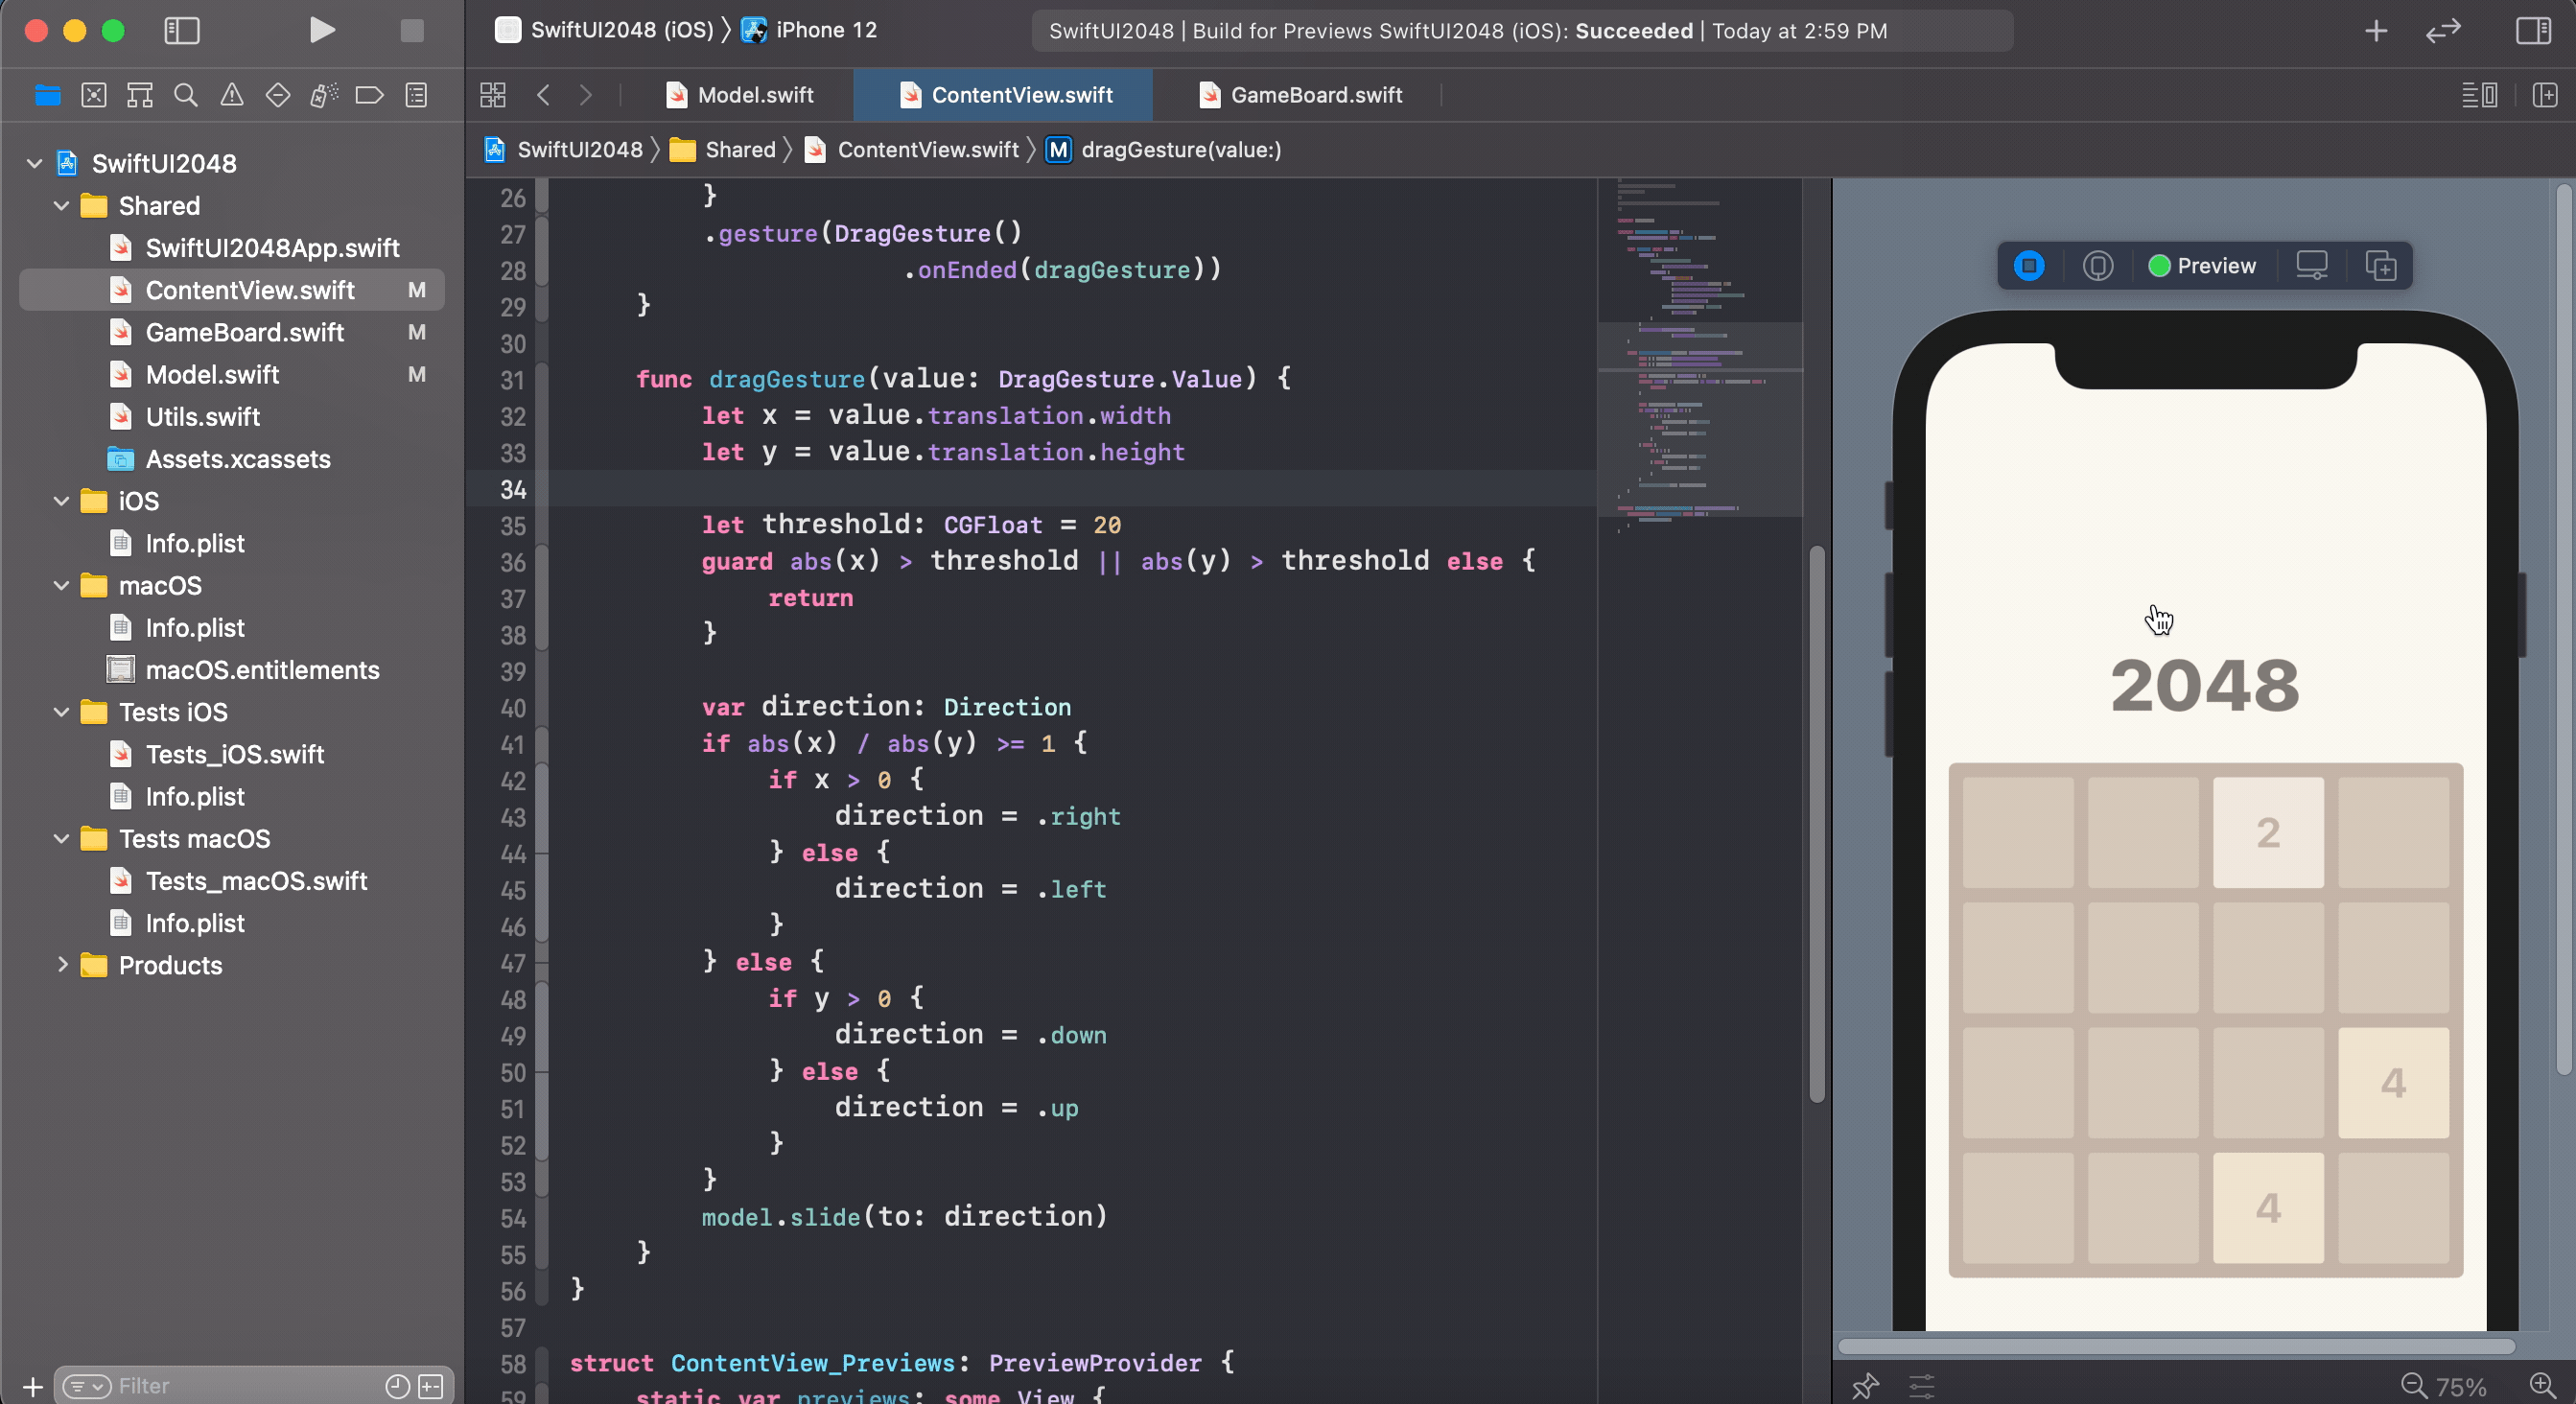 SwiftUI2048 (iOS) 〉 iPhone 12
SwiftUI2048 | Build for Previews SwiftUI2048 (iOS): Succeeded | Today at 2:59 PM
Model.swift
ContentView.swift
GameBoard.swift
SwiftUI2048 〉 Shared 〉 ContentView.swift 〉 M dragGesture(value:)
SwiftUI2048
Shared
SwiftUI2048App.swift
ContentView.swift M
GameBoard.swift M
Model.swift M
Utils.swift
Assets.xcassets
iOS
Info.plist
macOS
Info.plist
macOS.entitlements
Tests iOS
Tests_iOS.swift
Info.plist
Tests macOS
Tests_macOS.swift
Info.plist
Products
Filter
26 }
27 .gesture(DragGesture()
28 .onEnded(dragGesture))
29 }
30
31 func dragGesture(value: DragGesture.Value) {
32 let x = value.translation.width
33 let y = value.translation.height
34
35 let threshold: CGFloat = 20
36 guard abs(x) > threshold || abs(y) > threshold else {
37 return
38 }
39
40 var direction: Direction
41 if abs(x) / abs(y) >= 1 {
42 if x > 0 {
43 direction = .right
44 } else {
45 direction = .left
46 }
47 } else {
48 if y > 0 {
49 direction = .down
50 } else {
51 direction = .up
52 }
53 }
54 model.slide(to: direction)
55 }
56 }
57
58 struct ContentView_Previews: PreviewProvider {
59 static var previews: some View {
Preview
2048
2
4
4
75%